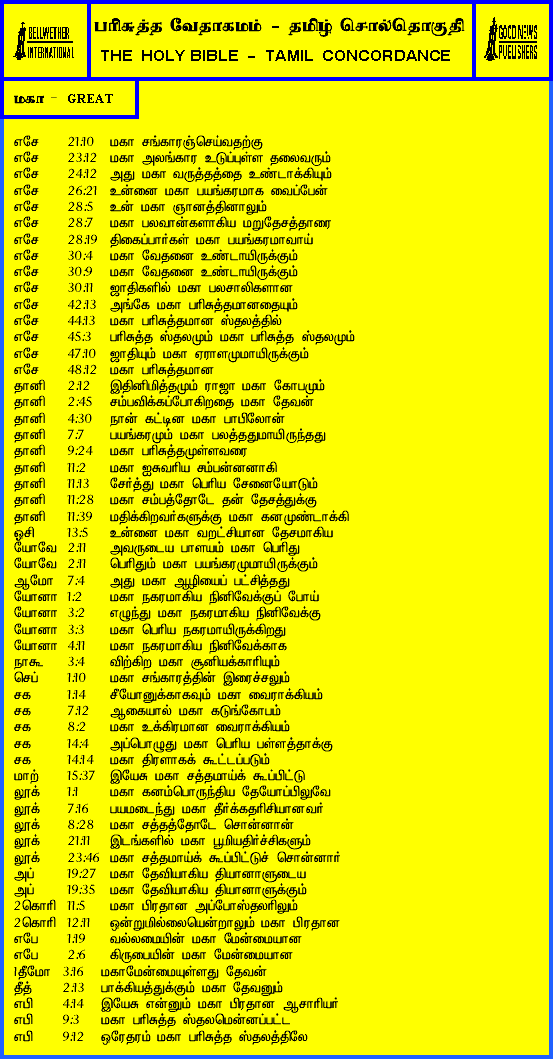 BELLWETHER
INTERNATIONAL
பரிசுத்த வேதாகமம் - தமிழ் சொல்தொகுதி
THE HOLY BIBLE - TAMIL CONCORDANCE
GOOD NEWS
PUBLISHERS
மகா - GREAT
எசே 21:10 மகா சங்காரஞ்செய்வதற்கு
எசே 23:12 மகா அலங்கார உடுப்புள்ள தலைவரும்
எசே 24:12 அது மகா வருத்தத்தை உண்டாக்கியும்
எசே 26:21 உன்னை மகா பயங்கரமாக வைப்பேன்
எசே 28:5 உன் மகா ஞானத்தினாலும்
எசே 28:7 மகா பலவான்களாகிய மறுதேசத்தாரை
எசே 28:19 திகைப்பார்கள் மகா பயங்கரமாவாய்
எசே 30:4 மகா வேதனை உண்டாயிருக்கும்
எசே 30:9 மகா வேதனை உண்டாயிருக்கும்
எசே 30:11 ஜாதிகளில் மகா பலசாலிகளான
எசே 42:13 அங்கே மகா பரிசுத்தமானதையும்
எசே 44:13 மகா பரிசுத்தமான ஸ்தலத்தில்
எசே 45:3 பரிசுத்த ஸ்தலமும் மகா பரிசுத்த ஸ்தலமும்
எசே 47:10 ஜாதியும் மகா ஏராளமுமாயிருக்கும்
எசே 48:12 மகா பரிசுத்தமான
தானி 2:12 இதினிமித்தமும் ராஜா மகா கோபமும்
தானி 2:45 சம்பவிக்கப்போகிறதை மகா தேவன்
தானி 4:30 நான் கட்டின மகா பாபிலோன்
தானி 7:7 பயங்கரமும் மகா பலத்ததுமாயிருந்தது
தானி 9:24 மகா பரிசுத்தமுள்ளவரை
தானி 11:2 மகா ஐசுவரிய சம்பன்னனாகி
தானி 11:13 சேர்த்து மகா பெரிய சேனையோடும்
தானி 11:28 மகா சம்பத்தோடே தன் தேசத்துக்கு
தானி 11:39 மதிக்கிறவர்களுக்கு மகா கனமுண்டாக்கி
ஓசி 13:5 உன்னை மகா வறட்சியான தேசமாகிய
யோவே 2:11 அவருடைய பாளயம் மகா பெரிது
யோவே 2:11 பெரிதும் மகா பயங்கரமுமாயிருக்கும்
ஆமோ 7:4 அது மகா ஆழியைப் பட்சித்தது
யோனா 1:2 மகா நகரமாகிய நினிவேக்குப் போய்
யோனா 3:2 எழுந்து மகா நகரமாகிய நினிவேக்கு
யோனா 3:3 மகா பெரிய நகரமாயிருக்கிறது
யோனா 4:11 மகா நகரமாகிய நினிவேக்காக
நாகூ 3:4 விற்கிற மகா சூனியக்காரியும்
செப் 1:10 மகா சங்காரத்தின் இரைச்சலும்
சக 1:14 சீயோனுக்காகவும் மகா வைராக்கியம்
சக 7:12 ஆகையால் மகா கடுங்கோபம்
சக 8:2 மகா உக்கிரமான வைராக்கியம்
சக 14:4 அப்பொழுது மகா பெரிய பள்ளத்தாக்கு
சக 14:14 மகா திரளாகக் கூட்டப்படும்
மாற் 15:37 இயேசு மகா சத்தமாய்க் கூப்பிட்டு
லூக் 1:1 மகா கனம்பொருந்திய தேயோப்பிலுவே
லூக் 7:16 பயமடைந்து மகா தீர்க்கதரிசியானவர்
லூக் 8:28 மகா சத்தத்தோடே சொன்னான்
லூக் 21:11 இடங்களில் மகா பூமியதிர்ச்சிகளும்
லூக் 23:46 மகா சத்தமாய்க் கூப்பிட்டுச் சொன்னார்
அப் 19:27 மகா தேவியாகிய தியானாளுடைய
அப் 19:35 மகா தேவியாகிய தியானாளுக்கும்
2கொரி 11:5 மகா பிரதான அப்போஸ்தலரிலும்
2கொரி 12:11 ஒன்றுமில்லையென்றாலும் மகா பிரதான
எபே 1:19 வல்லமையின் மகா மேன்மையான
எபே 2:6 கிருபையின் மகா மேன்மையான
1தீமோ 3:16 மகாமேன்மையுள்ளது தேவன்
தீத் 2:13 பாக்கியத்துக்கும் மகா தேவனும்
எபி 4:14 இயேசு என்னும் மகா பிரதான ஆசாரியர்
எபி 9:3 மகா பரிசுத்த ஸ்தலமென்னப்பட்ட
எபி 9:12 ஒரேதரம் மகா பரிசுத்த ஸ்தலத்திலே